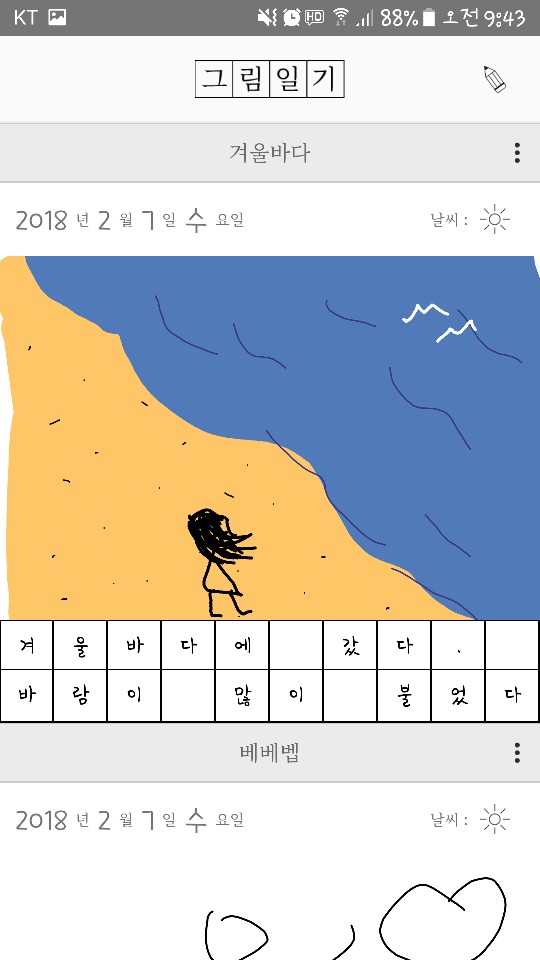 KT HD 88% 오전 9:43
그림일기
겨울바다
2018 년 2 월 7 일 수 요일 날씨 :
겨울바다에 갔다.
바람이 많이 불었다
베베벱
2018 년 2 월 7 일 수 요일 날씨 :